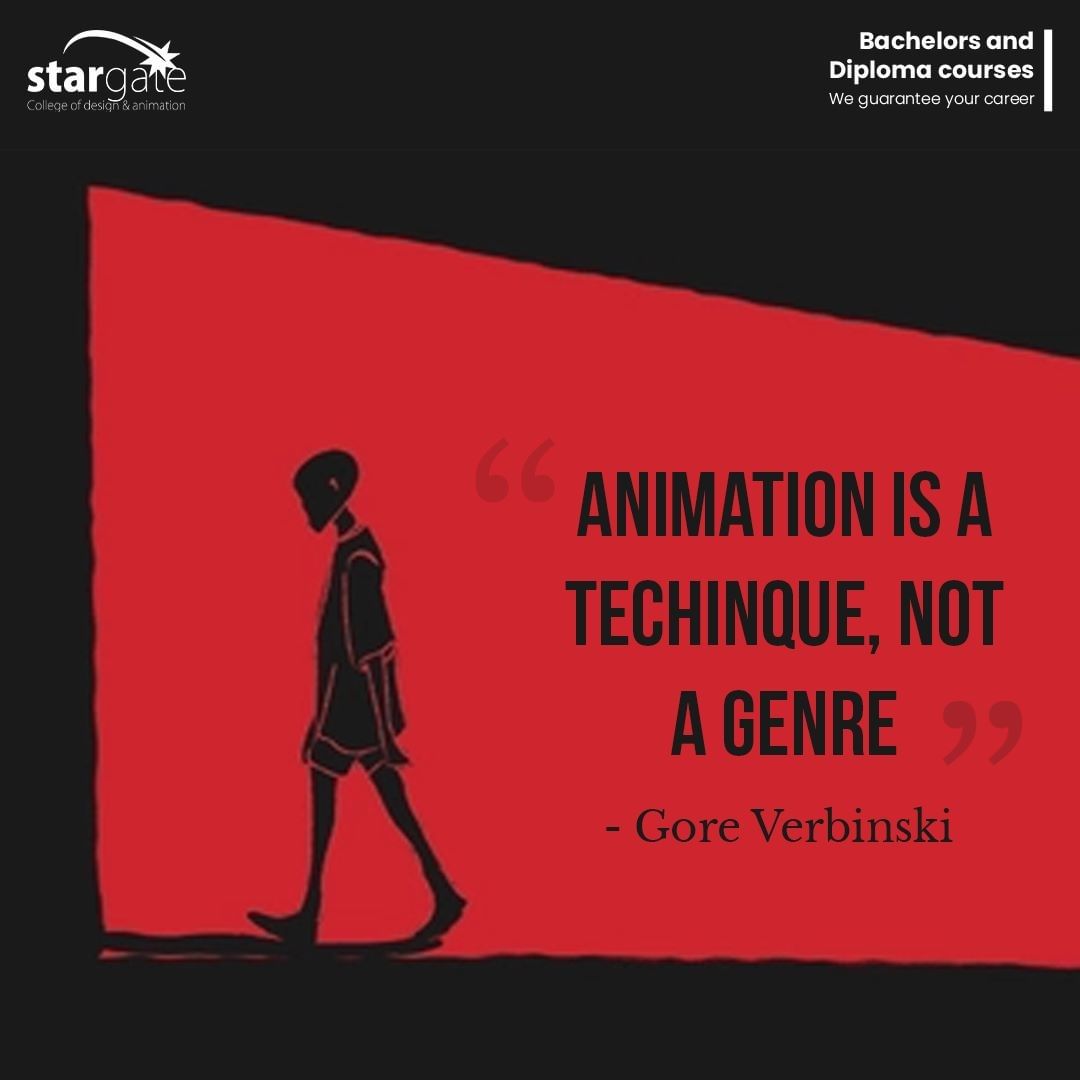 stargate
College of design & animation
Bachelors and
Diploma courses
We guarantee your career
“ ANIMATION IS A
TECHINQUE, NOT
A GENRE ”
- Gore Verbinski